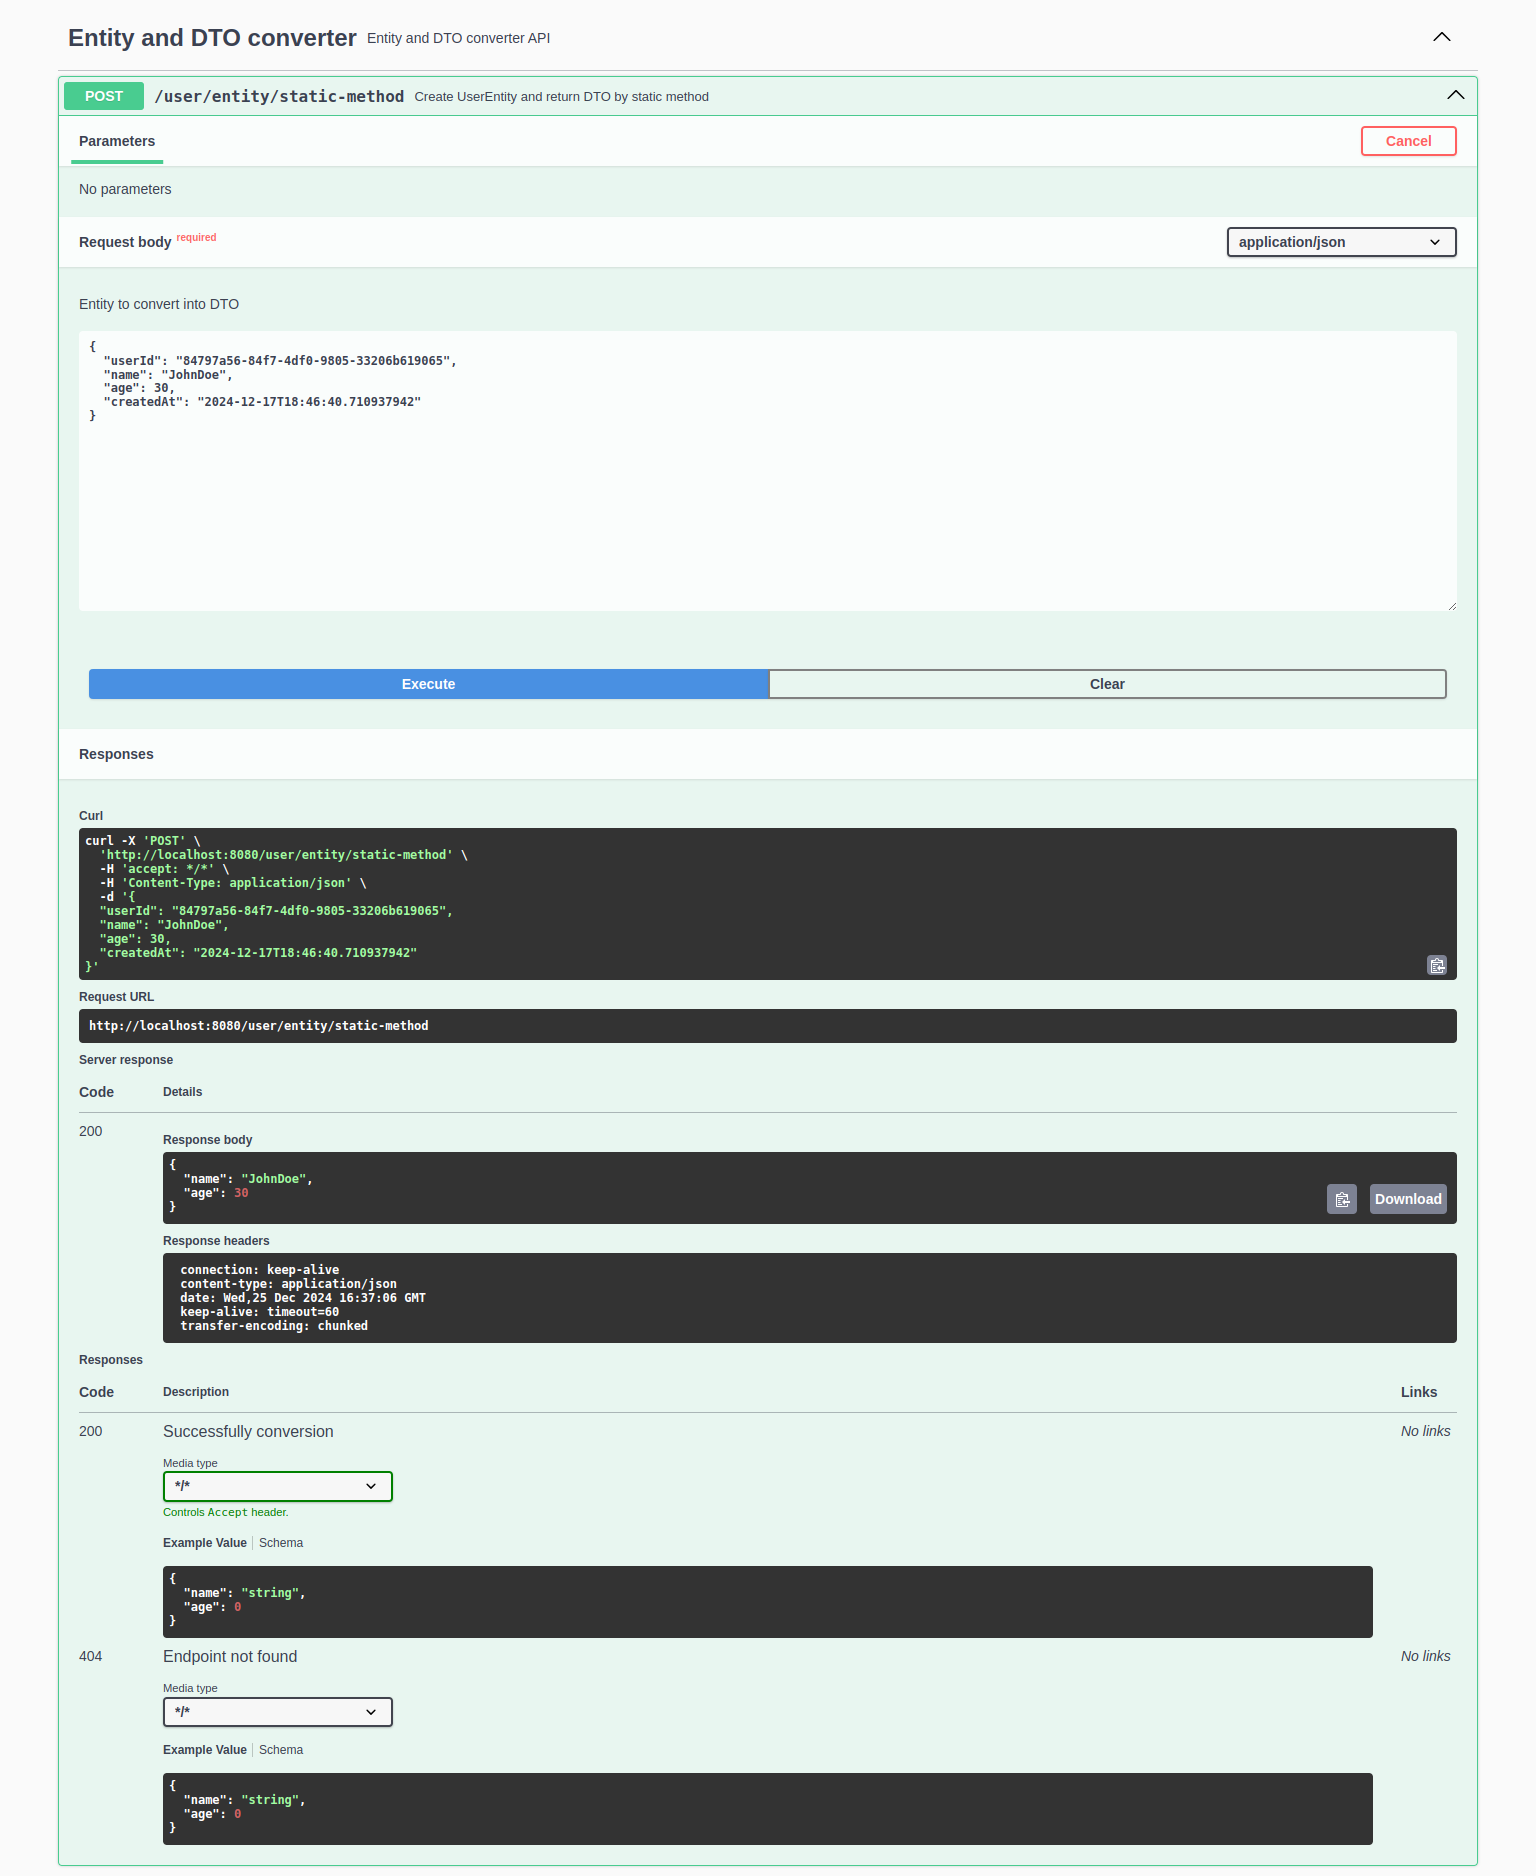 Entity and DTO converter Entity and DTO converter API
POST /user/entity/static-method Create UserEntity and return DTO by static method
Parameters Cancel
No parameters
Request body required application/json
Entity to convert into DTO
{
  "userId": "84797a56-84f7-4df0-9805-33206b619065",
  "name": "JohnDoe",
  "age": 30,
  "createdAt": "2024-12-17T18:46:40.710937942"
}
Execute Clear
Responses
Curl
curl -X 'POST' \
  'http://localhost:8080/user/entity/static-method' \
  -H 'accept: */*' \
  -H 'Content-Type: application/json' \
  -d '{
  "userId": "84797a56-84f7-4df0-9805-33206b619065",
  "name": "JohnDoe",
  "age": 30,
  "createdAt": "2024-12-17T18:46:40.710937942"
}'
Request URL
http://localhost:8080/user/entity/static-method
Server response
Code Details
200
Response body
{
  "name": "JohnDoe",
  "age": 30
}
Download
Response headers
connection: keep-alive
content-type: application/json
date: Wed,25 Dec 2024 16:37:06 GMT
keep-alive: timeout=60
transfer-encoding: chunked
Responses
Code Description Links
200 Successfully conversion No links
Media type
*/*
Controls Accept header.
Example Value Schema
{
  "name": "string",
  "age": 0
}
404 Endpoint not found No links
Media type
*/*
Example Value Schema
{
  "name": "string",
  "age": 0
}